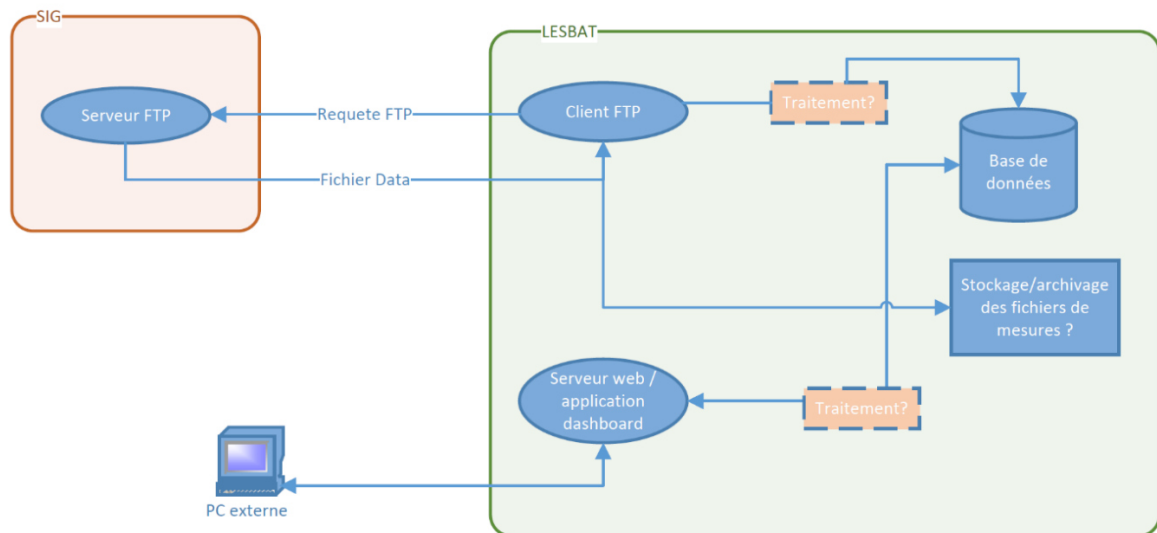 SIG
LESBAT
Serveur FTP
Requete FTP
Client FTP
Traitement?
Fichier Data
Base de
données
Stockage/archivage
des fichiers de
mesures ?
Serveur web /
application
dashboard
Traitement?
PC externe